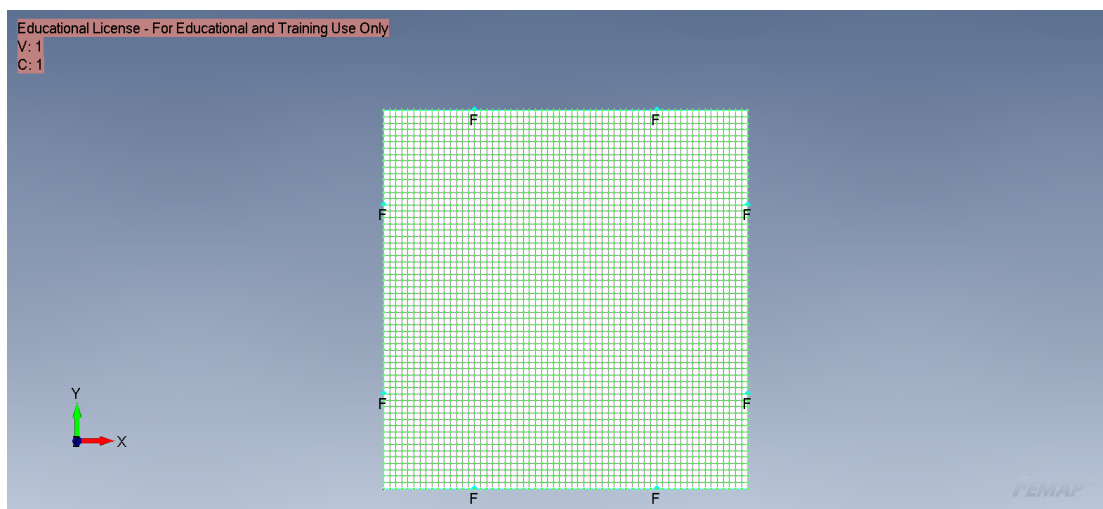 Educational License - For Educational and Training Use Only
V: 1
C: 1
F F
F F
Y
F F
X
F F
FEMAP